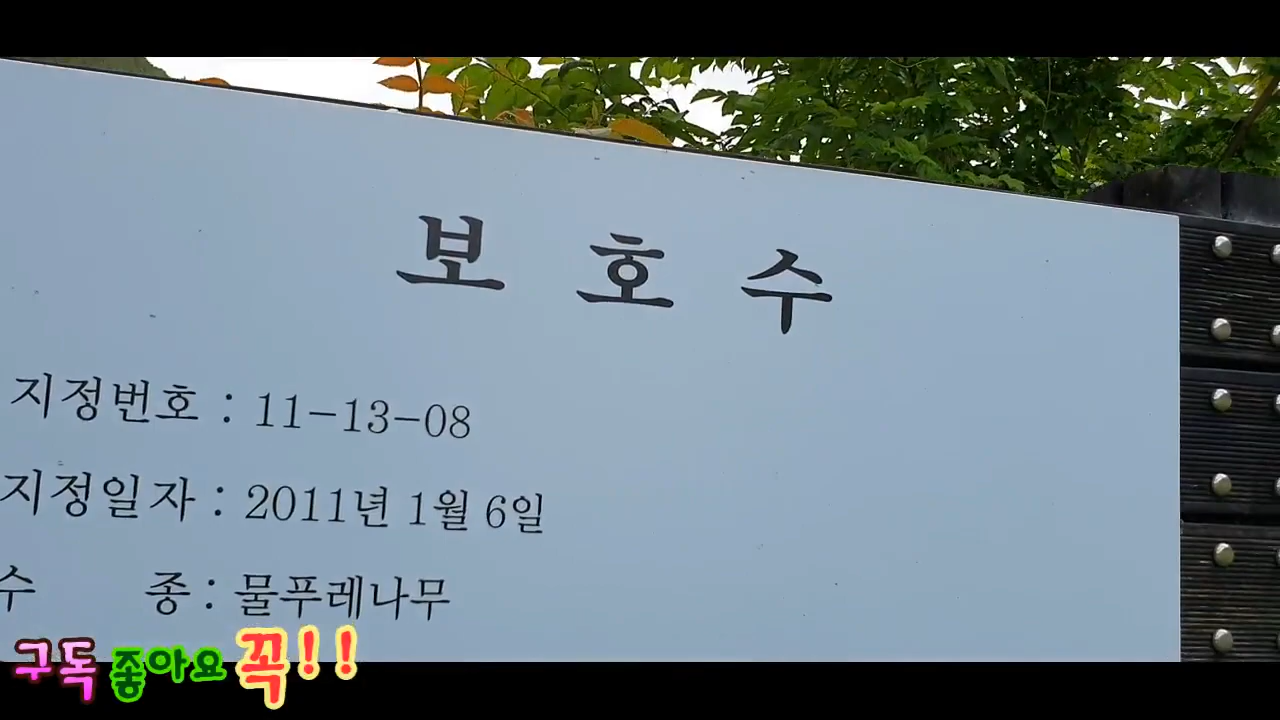 보 호 수
지정번호 : 11-13-08
지정일자 : 2011년 1월 6일
수 종 : 물푸레나무
구독 좋아요 꼭!!